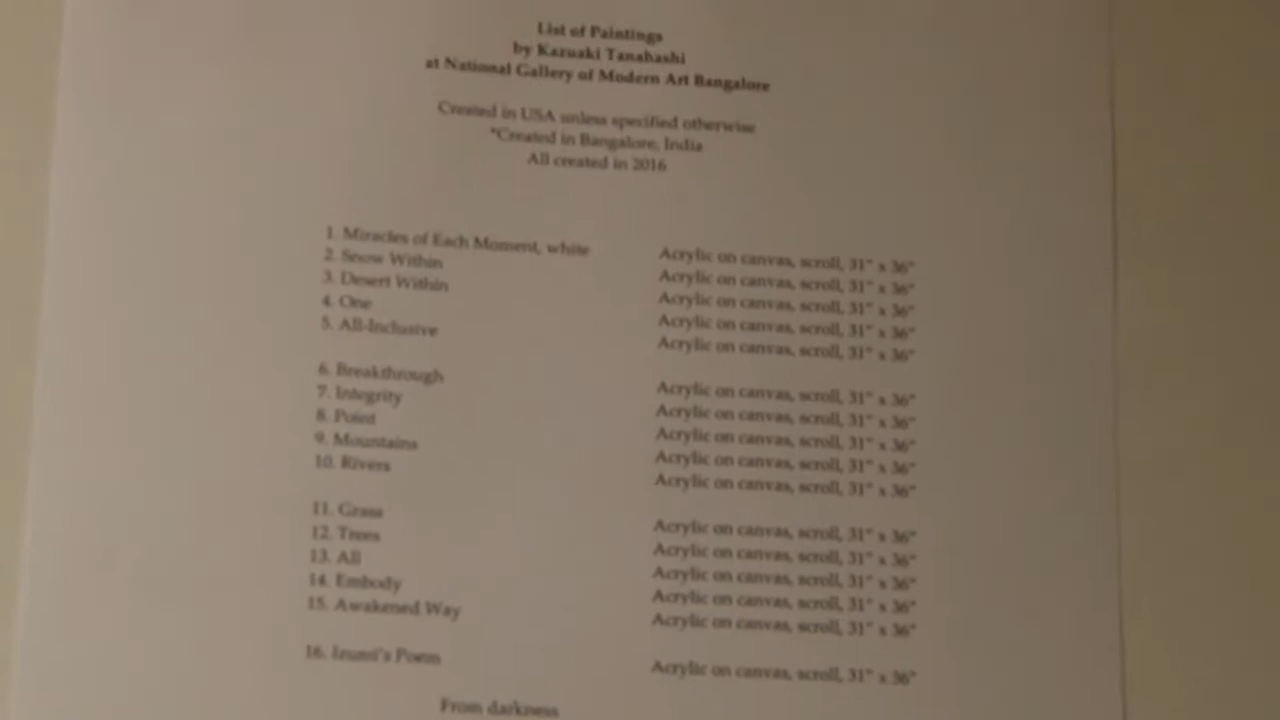 List of Paintings
by Kazuaki Tanahashi
at National Gallery of Modern Art Bangalore
Created in USA unless specified otherwise
*Created in Bangalore, India
All created in 2016
1. Miracles of Each Moment, white Acrylic on canvas, scroll, 31" x 36"
2. Snow Within Acrylic on canvas, scroll, 31" x 36"
3. Desert Within Acrylic on canvas, scroll, 31" x 36"
4. One Acrylic on canvas, scroll, 31" x 36"
5. All-Inclusive Acrylic on canvas, scroll, 31" x 36"
6. Breakthrough Acrylic on canvas, scroll, 31" x 36"
7. Integrity Acrylic on canvas, scroll, 31" x 36"
8. Point Acrylic on canvas, scroll, 31" x 36"
9. Mountains Acrylic on canvas, scroll, 31" x 36"
10. Rivers Acrylic on canvas, scroll, 31" x 36"
11. Grass Acrylic on canvas, scroll, 31" x 36"
12. Trees Acrylic on canvas, scroll, 31" x 36"
13. All Acrylic on canvas, scroll, 31" x 36"
14. Embody Acrylic on canvas, scroll, 31" x 36"
15. Awakened Way Acrylic on canvas, scroll, 31" x 36"
16. Izumi's Poem Acrylic on canvas, scroll, 31" x 36"
From darkness